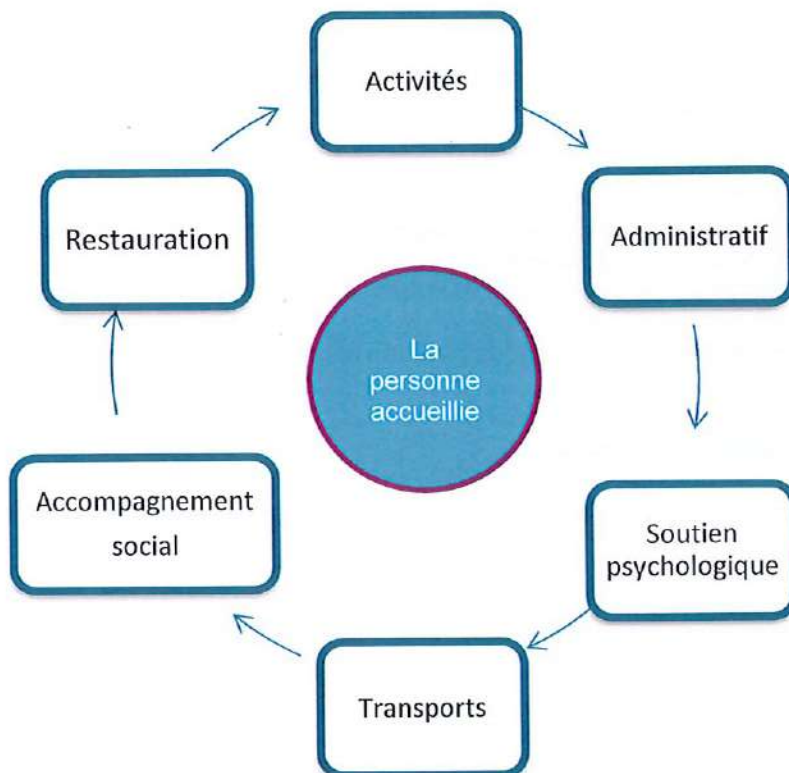 Activités
Restauration
Administratif
La
personne
accueillie
Accompagnement
social
Soutien
psychologique
Transports